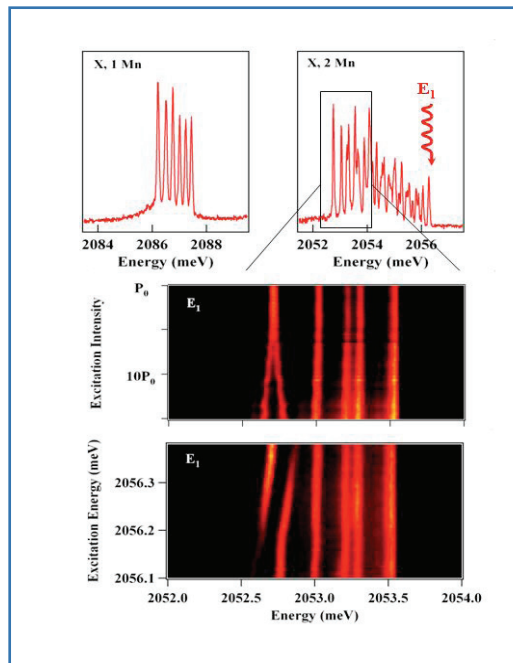 X, 1 Mn
X, 2 Mn
E₁
2084 2086 2088
Energy (meV)
2052 2054 2056
Energy (meV)
Excitation Intensity
P₀
10P₀
E₁
Excitation Energy (meV)
2056.3
2056.2
2056.1
E₁
2052.0 2052.5 2053.0 2053.5 2054.0
Energy (meV)